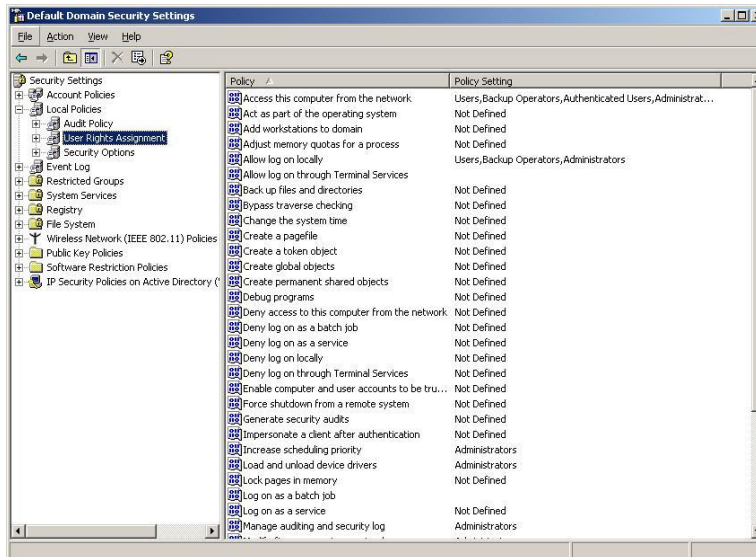 Default Domain Security Settings
File Action View Help
Security Settings
Account Policies
Local Policies
Audit Policy
User Rights Assignment
Security Options
Event Log
Restricted Groups
System Services
Registry
File System
Wireless Network (IEEE 802.11) Policies
Public Key Policies
Software Restriction Policies
IP Security Policies on Active Directory (
Policy Policy Setting
Access this computer from the network Users,Backup Operators,Authenticated Users,Administrat...
Act as part of the operating system Not Defined
Add workstations to domain Not Defined
Adjust memory quotas for a process Not Defined
Allow log on locally Users,Backup Operators,Administrators
Allow log on through Terminal Services
Back up files and directories Not Defined
Bypass traverse checking Not Defined
Change the system time Not Defined
Create a pagefile Not Defined
Create a token object Not Defined
Create global objects Not Defined
Create permanent shared objects Not Defined
Debug programs Not Defined
Deny access to this computer from the network Not Defined
Deny log on as a batch job Not Defined
Deny log on as a service Not Defined
Deny log on locally Not Defined
Deny log on through Terminal Services Not Defined
Enable computer and user accounts to be tru... Not Defined
Force shutdown from a remote system Not Defined
Generate security audits Not Defined
Impersonate a client after authentication Not Defined
Increase scheduling priority Administrators
Load and unload device drivers Administrators
Lock pages in memory Not Defined
Log on as a batch job
Log on as a service Not Defined
Manage auditing and security log Administrators